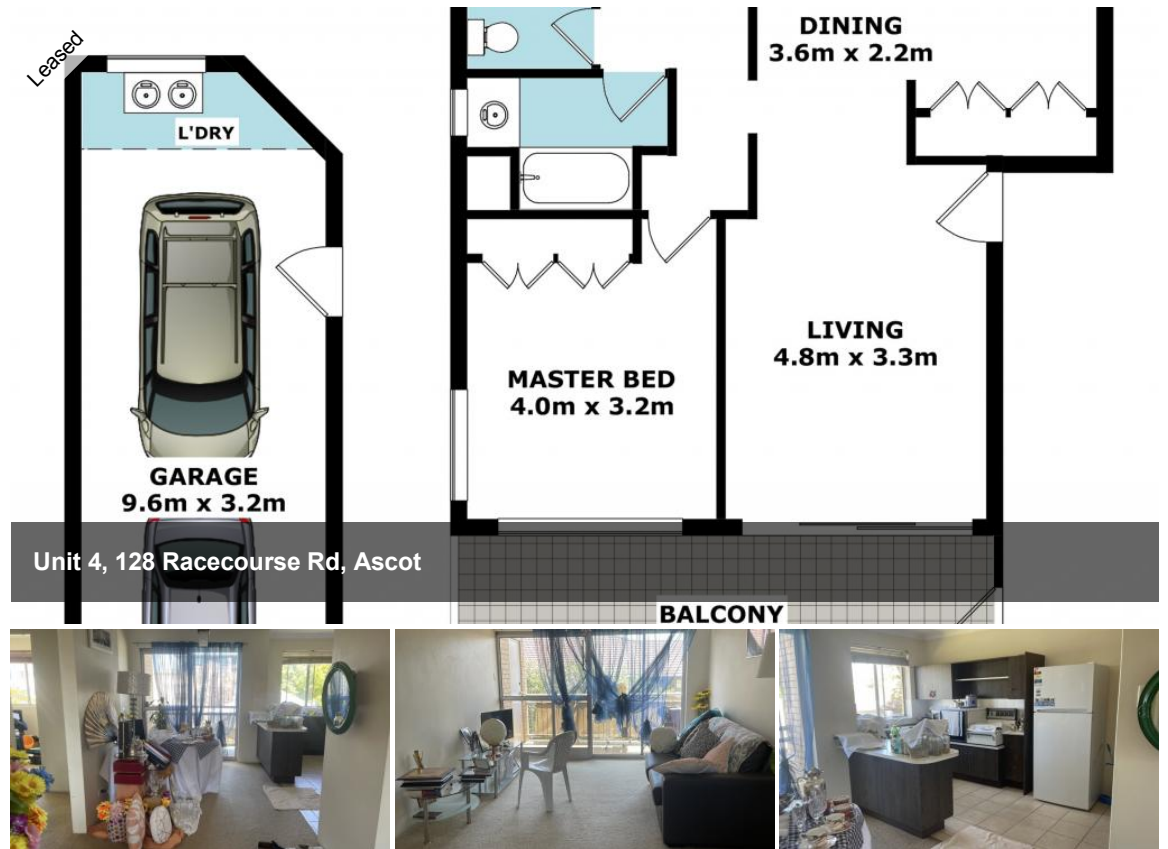 Leased
DINING
3.6m x 2.2m
L'DRY
LIVING
4.8m x 3.3m
MASTER BED
4.0m x 3.2m
GARAGE
9.6m x 3.2m
Unit 4, 128 Racecourse Rd, Ascot
BALCONY